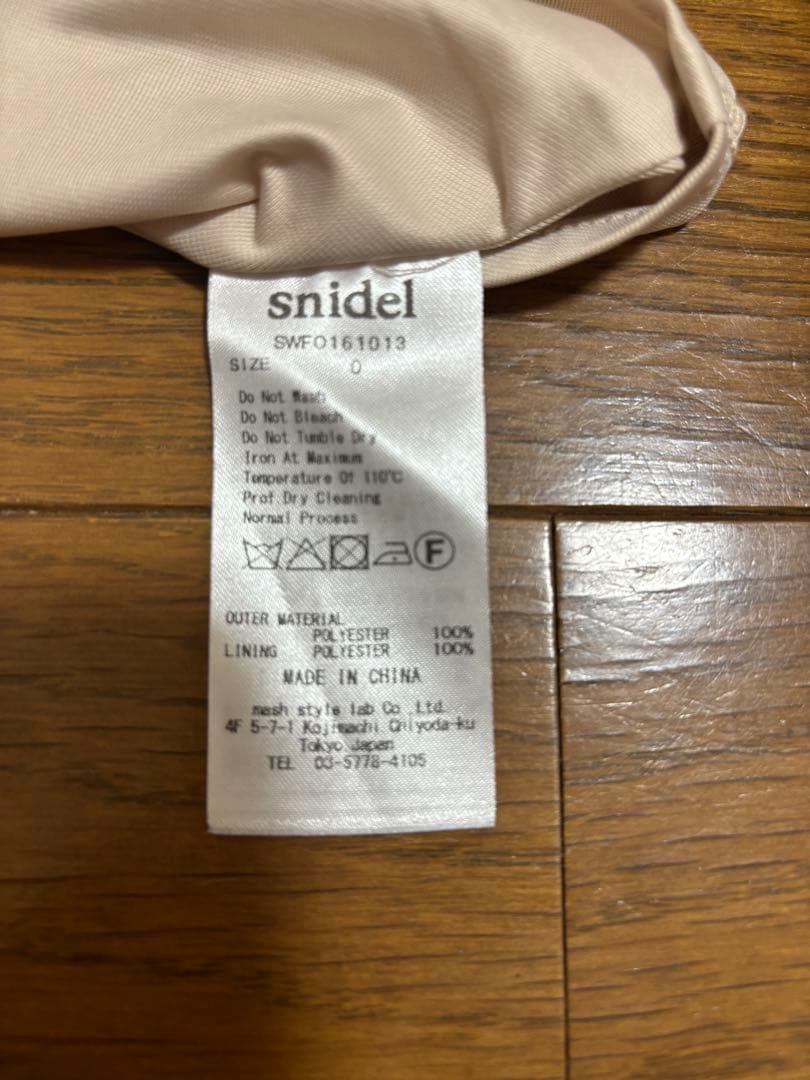 snidel
SWFO161013
SIZE 0
Do Not Wash
Do Not Bleach
Do Not Tumble Dry
Iron At Maximum
Temperature Of 110℃
Prof.Dry Cleaning
Normal Process
F
OUTER MATERIAL
POLYESTER 100%
LINING POLYESTER 100%
MADE IN CHINA
mash style lab Co.,Ltd.
4F 5-7-1 Kojimachi Chiyoda-ku
Tokyo Japan
TEL 03-5778-4105